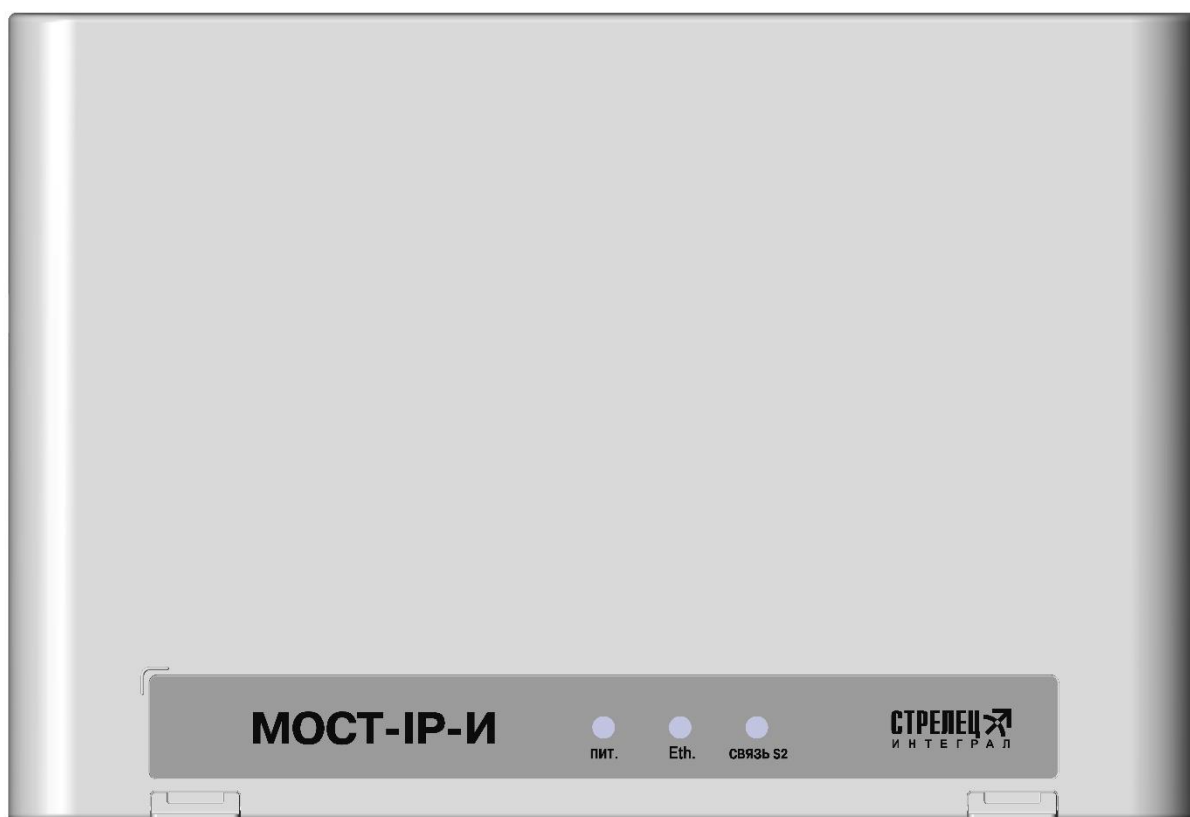 МОСТ-IP-И
ПИТ.
Eth.
СВЯЗЬ S2
СТРЕЛЕЦ
ИНТЕГРАЛ